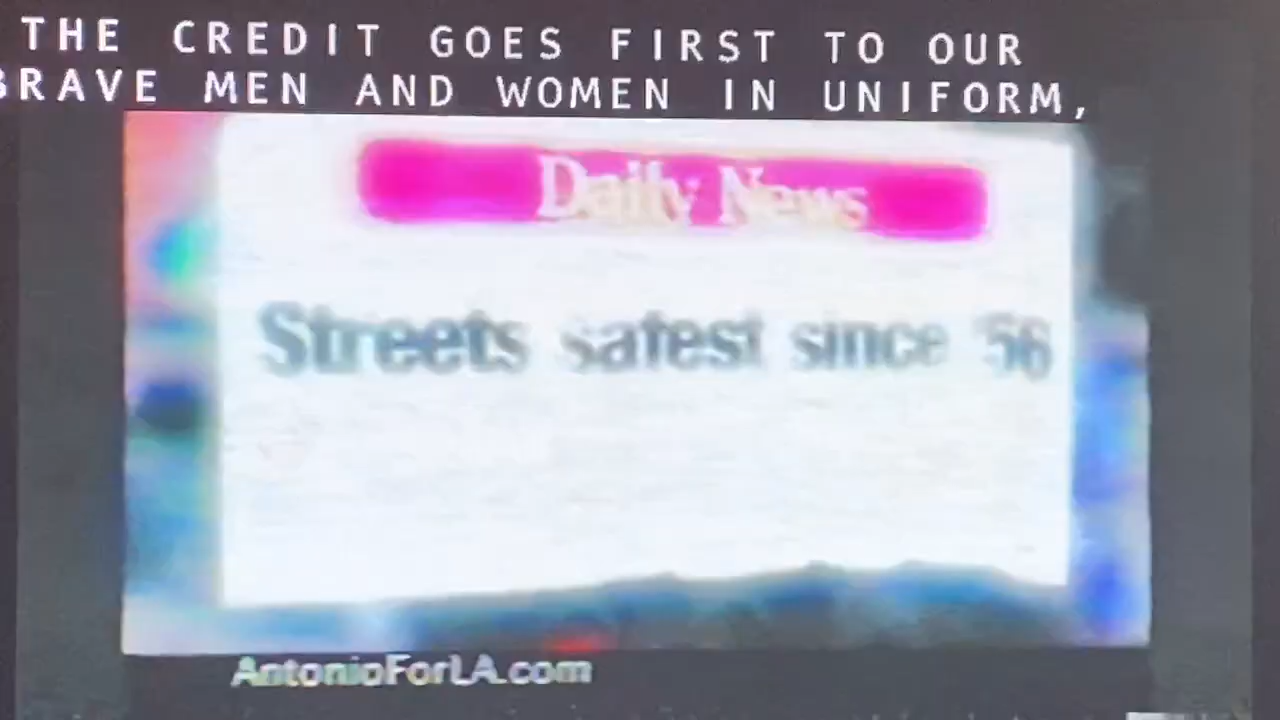 THE CREDIT GOES FIRST TO OUR
BRAVE MEN AND WOMEN IN UNIFORM,
Daily News
Streets safest since '56
AntonioForLA.com